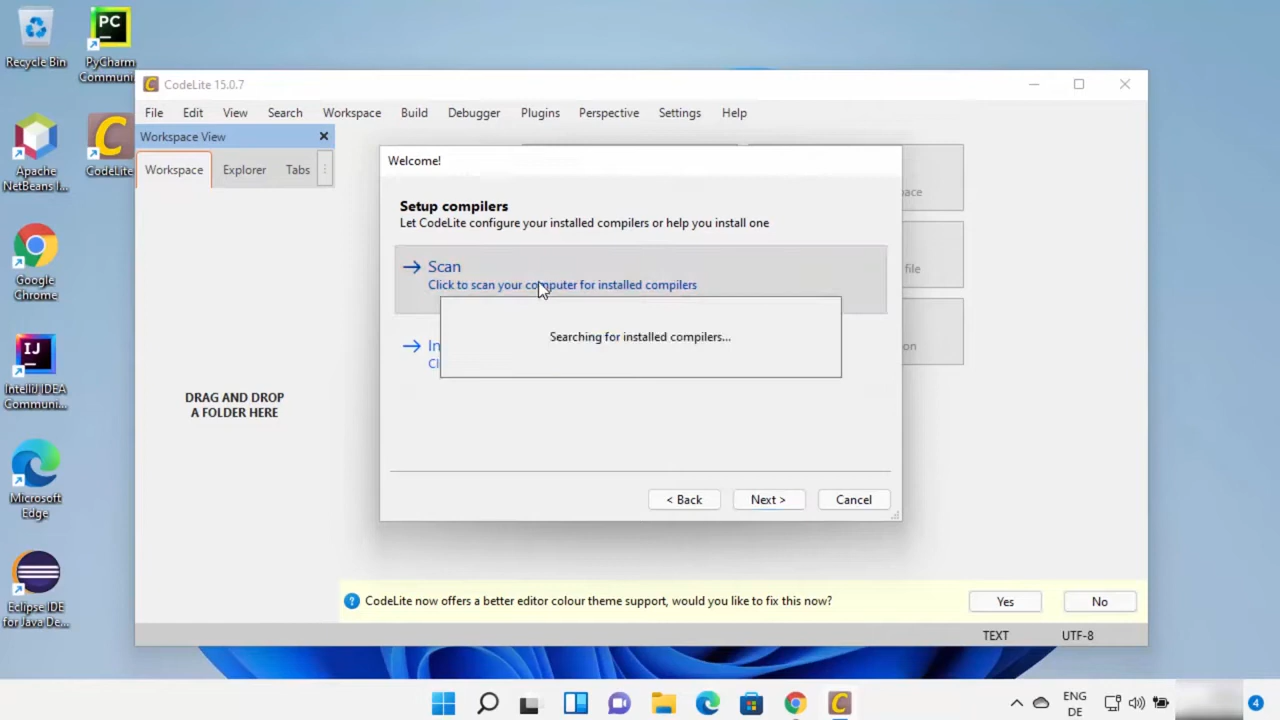 Recycle Bin
PC
PyCharm
Communi...
Apache
NetBeans I...
CodeLite
Google
Chrome
IJ
IntelliJ IDEA
Communi...
Microsoft
Edge
Eclipse IDE
for Java De...
CodeLite 15.0.7
File Edit View Search Workspace Build Debugger Plugins Perspective Settings Help
Workspace View
Workspace Explorer Tabs
DRAG AND DROP
A FOLDER HERE
Welcome!
Setup compilers
Let CodeLite configure your installed compilers or help you install one
Scan
Click to scan your computer for installed compilers
Searching for installed compilers...
< Back Next > Cancel
file
CodeLite now offers a better editor colour theme support, would you like to fix this now?
Yes No
TEXT UTF-8
ENG
DE
4